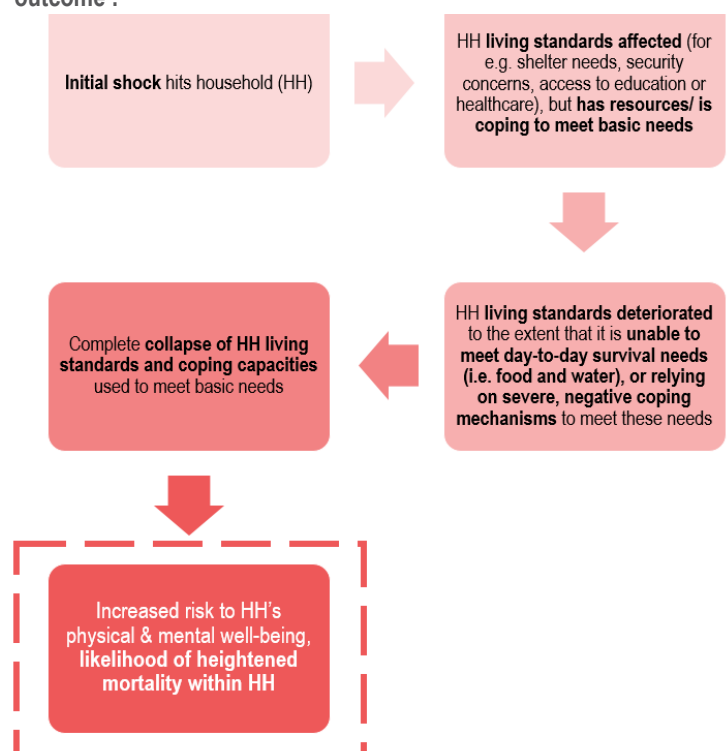 outcome :
Initial shock hits household (HH)
HH living standards affected (for
e.g. shelter needs, security
concerns, access to education or
healthcare), but has resources/ is
coping to meet basic needs
HH living standards deteriorated
to the extent that it is unable to
meet day-to-day survival needs
(i.e. food and water), or relying
on severe, negative coping
mechanisms to meet these needs
Complete collapse of HH living
standards and coping capacities
used to meet basic needs
Increased risk to HH's
physical & mental well-being,
likelihood of heightened
mortality within HH